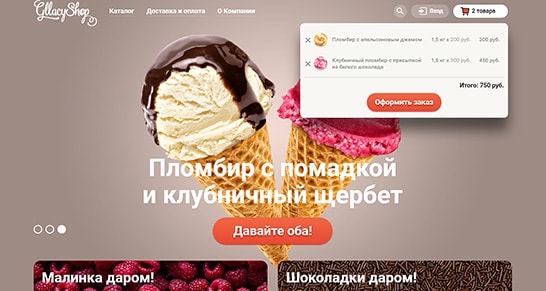 GllacyShop
Каталог
Доставка и оплата
О Компании
Вход
2 товара
Пломбир с апельсиновым джемом
1,5 кг х 200 руб.
300 руб.
Клубничный пломбир с присыпкой
из белого шоколада
1,5 кг х 300 руб.
450 руб.
Итого: 750 руб.
Оформить заказ
Пломбир с помадкой
и клубничный щербет
Давайте оба!
Малинка даром!
Шоколадки даром!